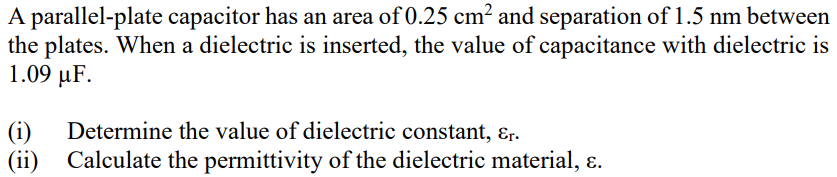 A parallel-plate capacitor has an area of 0.25 cm² and separation of 1.5 nm between
the plates. When a dielectric is inserted, the value of capacitance with dielectric is
1.09 μF.
(i) Determine the value of dielectric constant, εᵣ.
(ii) Calculate the permittivity of the dielectric material, ε.